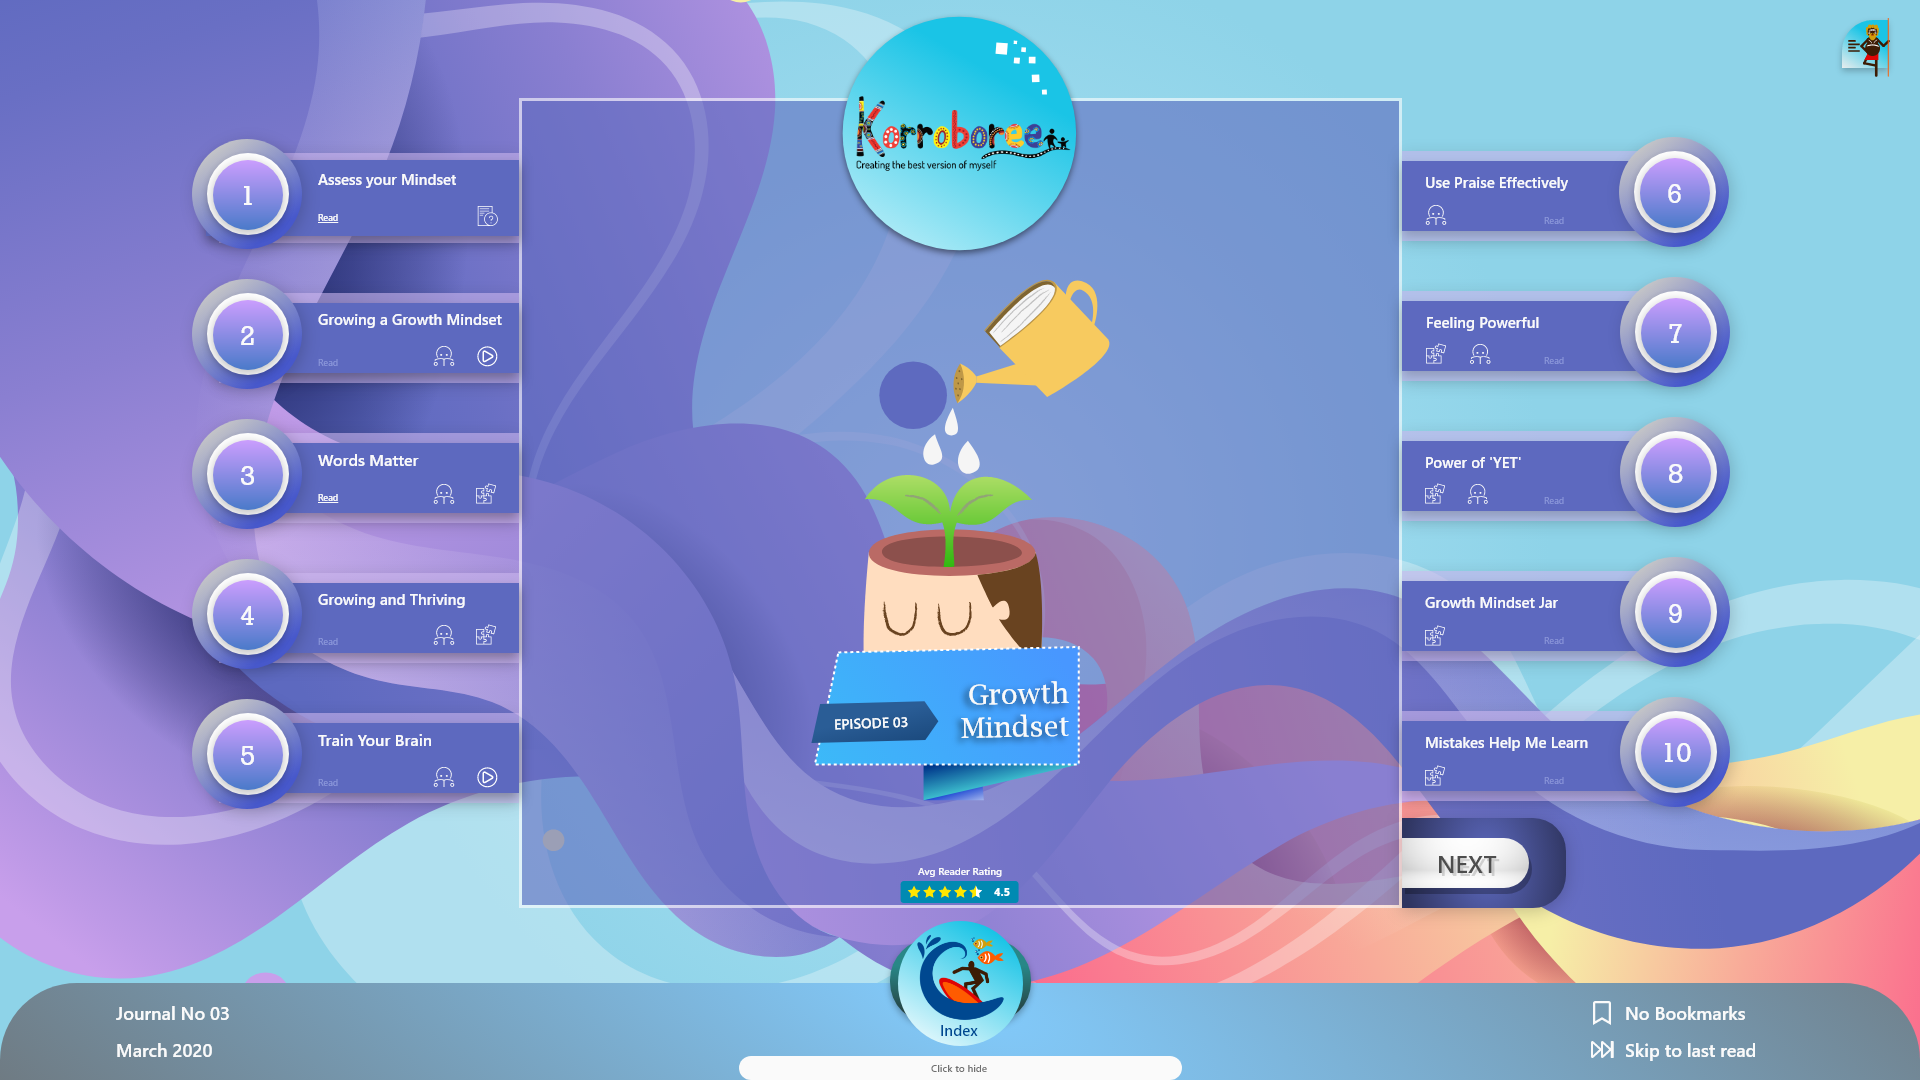 Korroboree
Creating the best version of myself
1
Assess your Mindset
Read
2
Growing a Growth Mindset
Read
3
Words Matter
Read
4
Growing and Thriving
Read
5
Train Your Brain
Read
EPISODE 03
Growth
Mindset
Avg Reader Rating
4.5
6
Use Praise Effectively
Read
7
Feeling Powerful
Read
8
Power of 'YET'
Read
9
Growth Mindset Jar
Read
10
Mistakes Help Me Learn
Read
NEXT
Journal No 03
March 2020
Index
Click to hide
No Bookmarks
Skip to last read